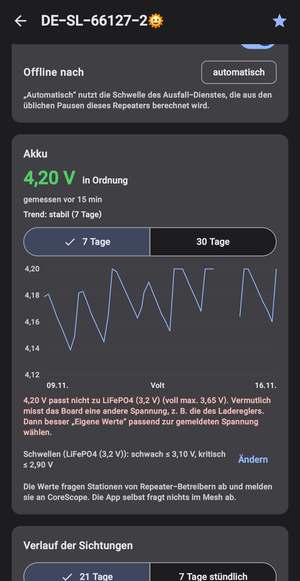 DE-SL-66127-2🌞
Offline nach
automatisch
„Automatisch" nutzt die Schwelle des Ausfall-Dienstes, die aus den
üblichen Pausen dieses Repeaters berechnet wird.
Akku
4,20 V in Ordnung
gemessen vor 15 min
Trend: stabil (7 Tage)
7 Tage
30 Tage
4,20
4,18
4,16
4,14
4,12
09.11. Volt 16.11.
4,20 V passt nicht zu LiFePO4 (3,2 V) (voll max. 3,65 V). Vermutlich
misst das Board eine andere Spannung, z. B. die des Ladereglers.
Dann besser „Eigene Werte" passend zur gemeldeten Spannung
wählen.
Schwellen (LiFePO4 (3,2 V)): schwach ≤ 3,10 V, kritisch
≤ 2,90 V
Ändern
Die Werte fragen Stationen von Repeater-Betreibern ab und melden
sie an CoreScope. Die App selbst fragt nichts im Mesh ab.
Verlauf der Sichtungen
21 Tage
7 Tage stündlich